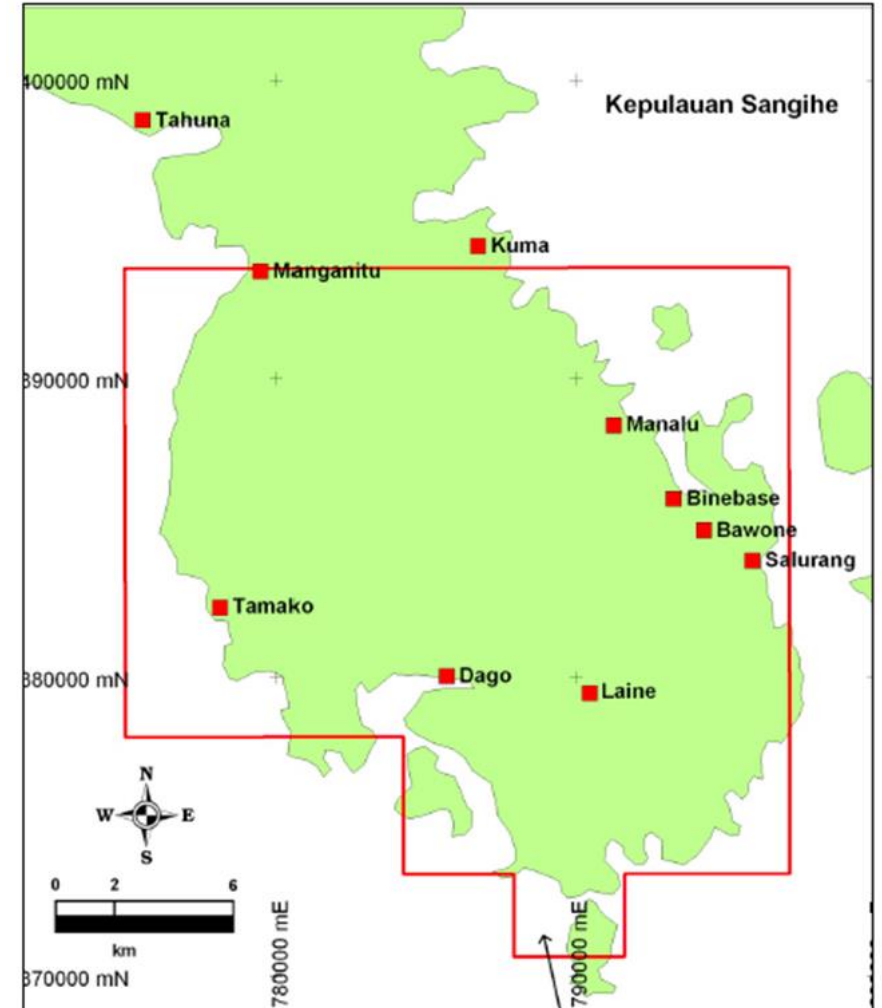 400000 mN
Kepulauan Sangihe
Tahuna
Kuma
Manganitu
390000 mN
Manalu
Binebase
Bawone
Salurang
Tamako
Dago
380000 mN
Laine
N
W E
S
0 2 6
km
780000 mE
790000 mE
370000 mN